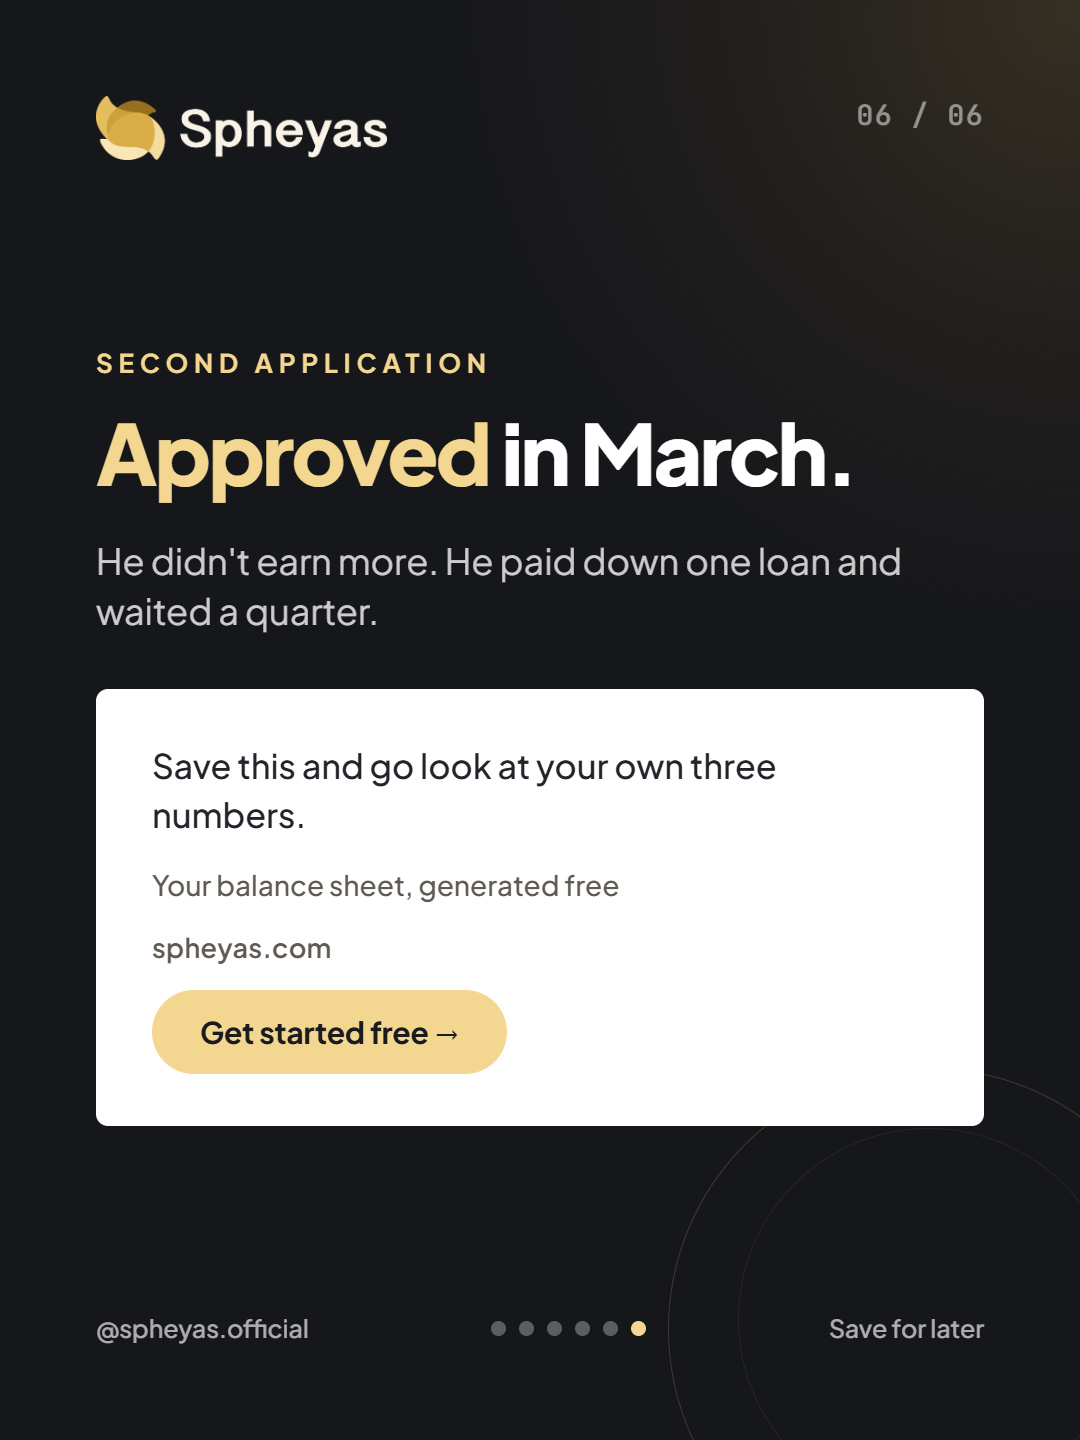 Spheyas
06 / 06
SECOND APPLICATION
Approved in March.
He didn't earn more. He paid down one loan and
waited a quarter.
Save this and go look at your own three
numbers.
Your balance sheet, generated free
spheyas.com
Get started free →
@spheyas.official
Save for later